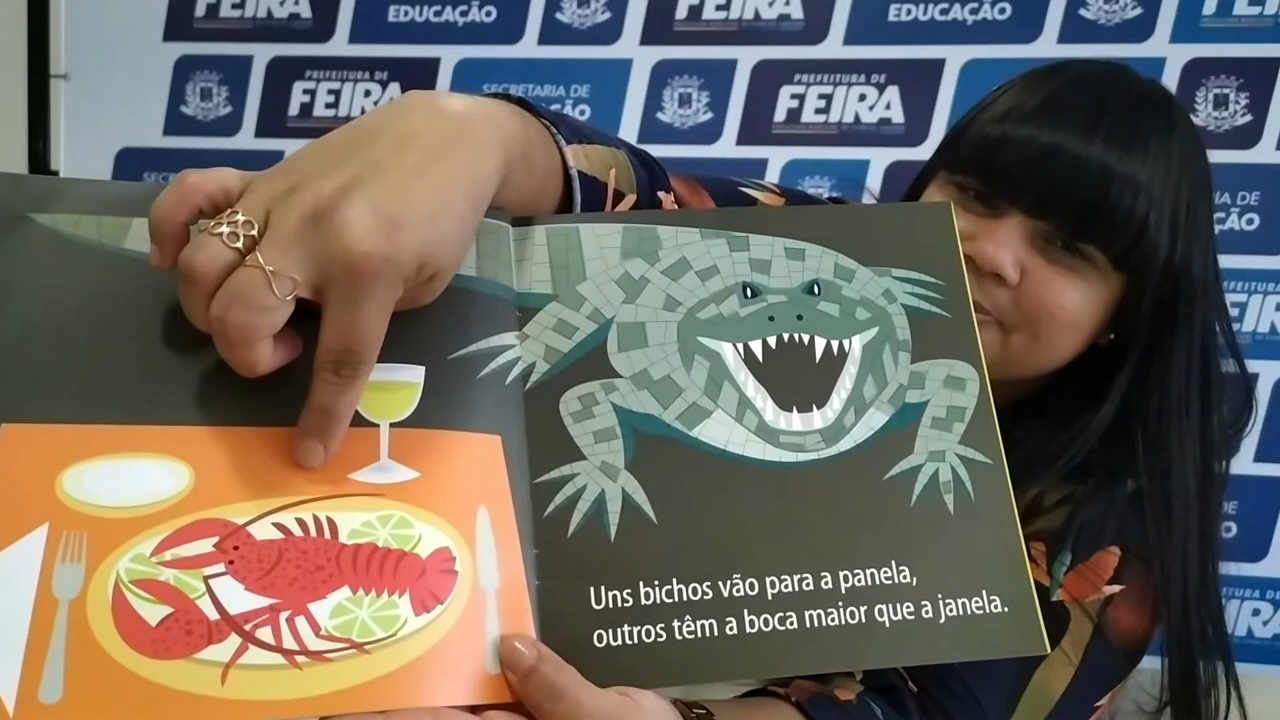 FEIRA
EDUCAÇÃO
FEIRA
EDUCAÇÃO
PREFEITURA DE
FEIRA
SECRETARIA DE
PREFEITURA DE
FEIRA
Uns bichos vão para a panela,
outros têm a boca maior que a janela.